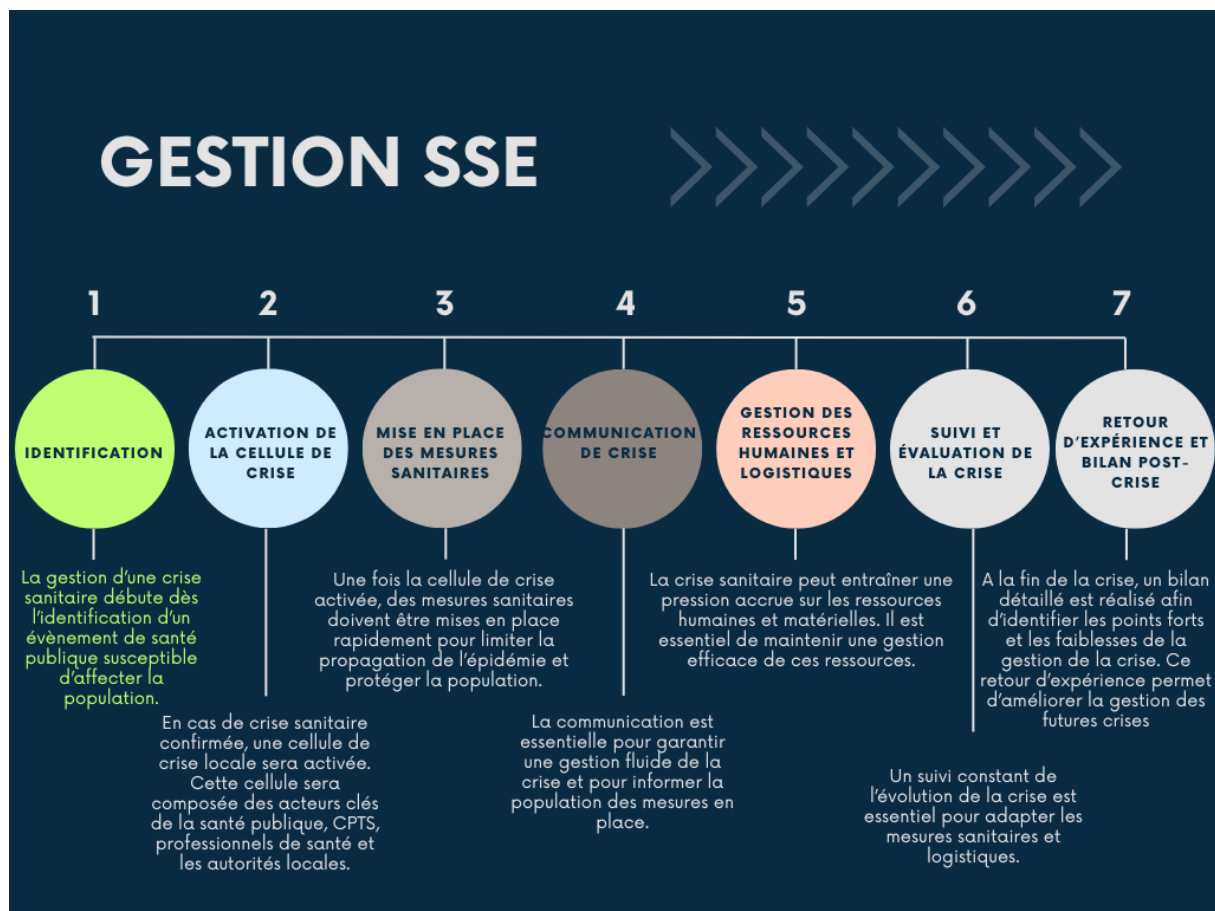 GESTION SSE
1
2
3
4
5
6
7
IDENTIFICATION
ACTIVATION DE
LA CELLULE DE
CRISE
MISE EN PLACE
DES MESURES
SANITAIRES
COMMUNICATION
DE CRISE
GESTION DES
RESSOURCES
HUMAINES ET
LOGISTIQUES
SUIVI ET
ÉVALUATION DE
LA CRISE
RETOUR
D'EXPÉRIENCE ET
BILAN POST-
CRISE
La gestion d'une crise
sanitaire débute dès
l'identification d'un
évènement de santé
publique susceptible
d'affecter la
population.
En cas de crise sanitaire
confirmée, une cellule de
crise locale sera activée.
Cette cellule sera
composée des acteurs clés
de la santé publique, CPTS,
professionnels de santé et
les autorités locales.
Une fois la cellule de crise
activée, des mesures sanitaires
doivent être mises en place
rapidement pour limiter la
propagation de l'épidémie et
protéger la population.
La communication est
essentielle pour garantir
une gestion fluide de la
crise et pour informer la
population des mesures en
place.
La crise sanitaire peut entraîner une
pression accrue sur les ressources
humaines et matérielles. Il est
essentiel de maintenir une gestion
efficace de ces ressources.
Un suivi constant de
l'évolution de la crise est
essentiel pour adapter les
mesures sanitaires et
logistiques.
A la fin de la crise, un bilan
détaillé est réalisé afin
d'identifier les points forts
et les faiblesses de la
gestion de la crise. Ce
retour d'expérience permet
d'améliorer la gestion des
futures crises